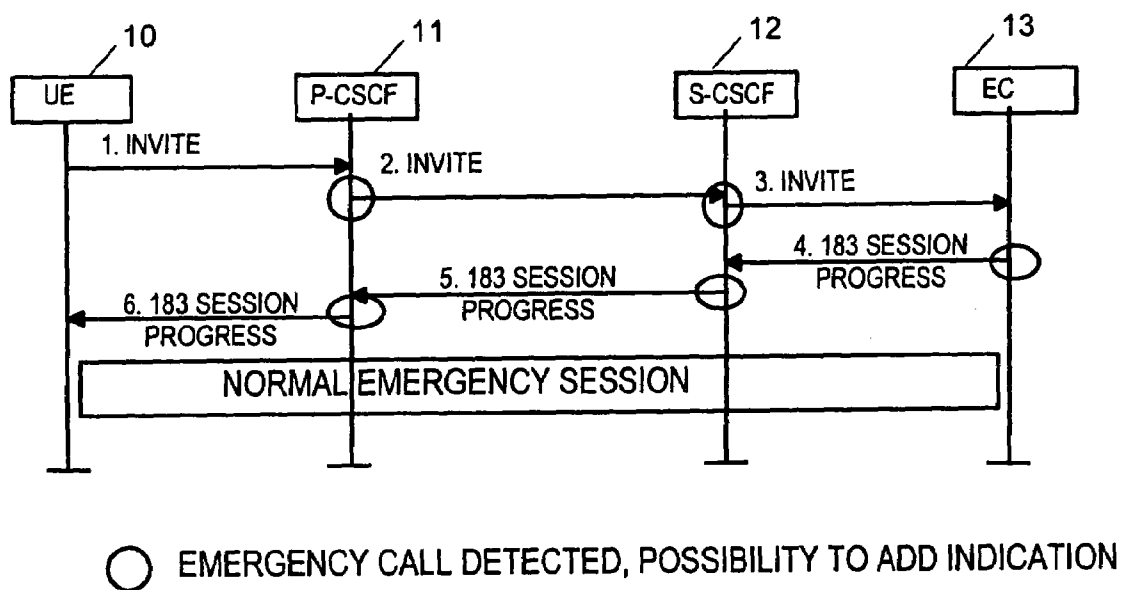 10
11
12
13
UE
P-CSCF
S-CSCF
EC
1. INVITE
2. INVITE
3. INVITE
4. 183 SESSION
PROGRESS
5. 183 SESSION
PROGRESS
6. 183 SESSION
PROGRESS
NORMAL EMERGENCY SESSION
EMERGENCY CALL DETECTED, POSSIBILITY TO ADD INDICATION